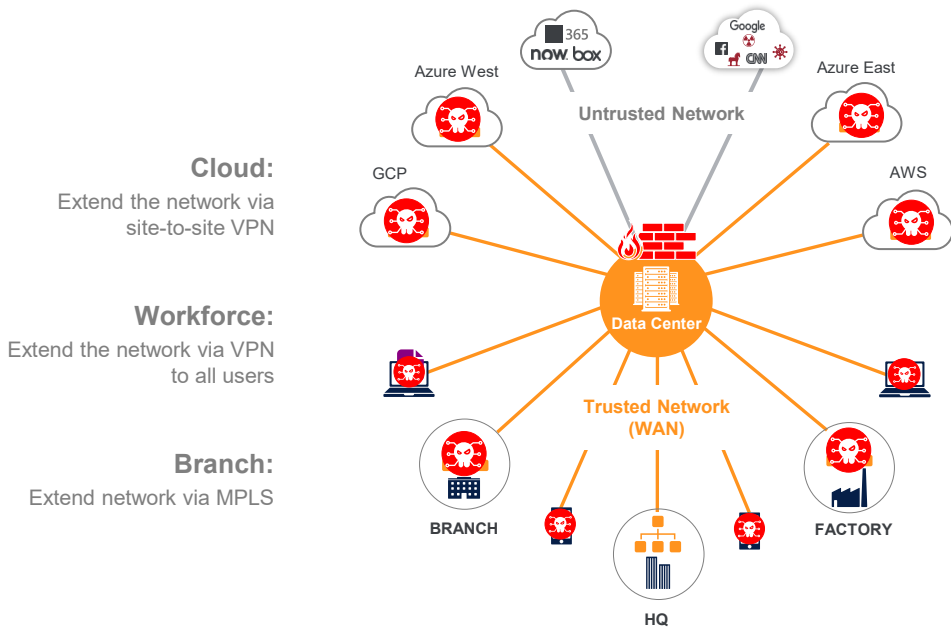 365
now. box
Google
CNN
Azure West
Azure East
Untrusted Network
Cloud:
Extend the network via
site-to-site VPN
GCP
AWS
Data Center
Workforce:
Extend the network via VPN
to all users
Trusted Network
(WAN)
Branch:
Extend network via MPLS
BRANCH
FACTORY
HQ